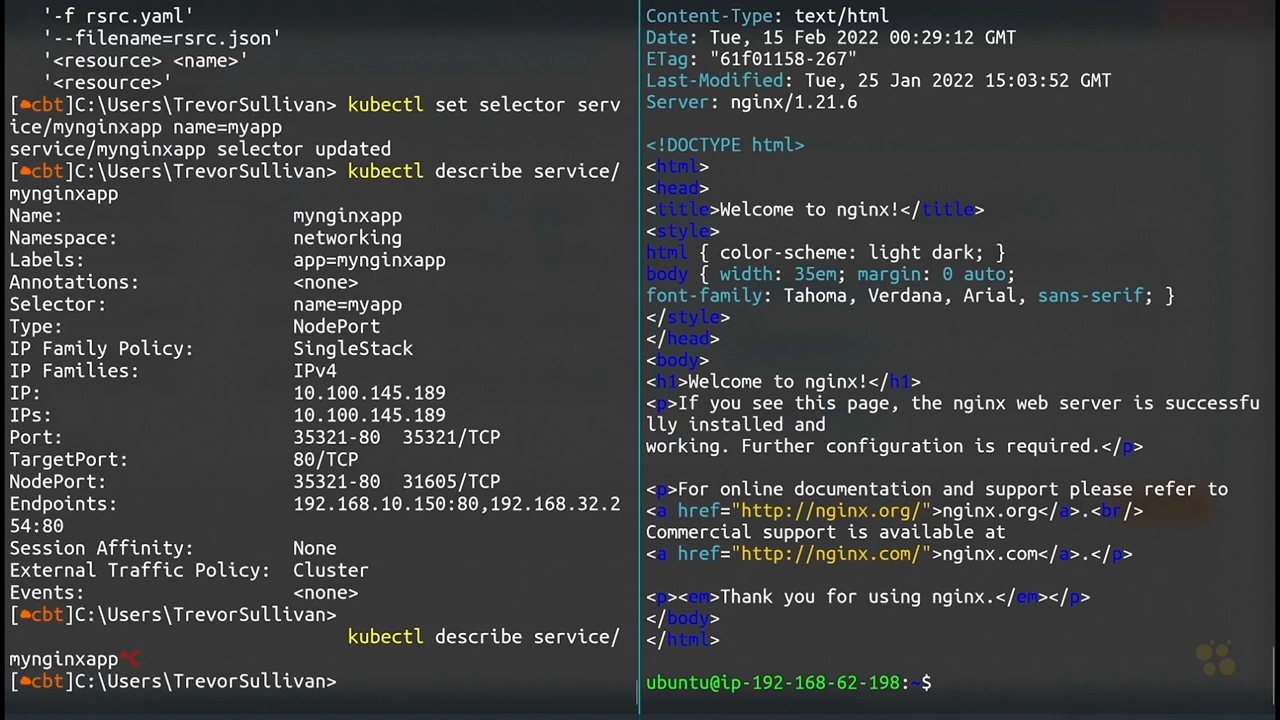 '-f rsrc.yaml'
'--filename=rsrc.json'
'<resource> <name>'
'<resource>'
[cbt]C:\Users\TrevorSullivan> kubectl set selector serv
ice/mynginxapp name=myapp
service/mynginxapp selector updated
[cbt]C:\Users\TrevorSullivan> kubectl describe service/
mynginxapp
Name:                     mynginxapp
Namespace:                networking
Labels:                   app=mynginxapp
Annotations:              <none>
Selector:                 name=myapp
Type:                     NodePort
IP Family Policy:         SingleStack
IP Families:              IPv4
IP:                       10.100.145.189
IPs:                      10.100.145.189
Port:                     35321-80  35321/TCP
TargetPort:               80/TCP
NodePort:                 35321-80  31605/TCP
Endpoints:                192.168.10.150:80,192.168.32.2
54:80
Session Affinity:         None
External Traffic Policy:  Cluster
Events:                   <none>
[cbt]C:\Users\TrevorSullivan>
kubectl describe service/
mynginxapp^C
[cbt]C:\Users\TrevorSullivan>
Content-Type: text/html
Date: Tue, 15 Feb 2022 00:29:12 GMT
ETag: "61f01158-267"
Last-Modified: Tue, 25 Jan 2022 15:03:52 GMT
Server: nginx/1.21.6

<!DOCTYPE html>
<html>
<head>
<title>Welcome to nginx!</title>
<style>
html { color-scheme: light dark; }
body { width: 35em; margin: 0 auto;
font-family: Tahoma, Verdana, Arial, sans-serif; }
</style>
</head>
<body>
<h1>Welcome to nginx!</h1>
<p>If you see this page, the nginx web server is successfu
lly installed and
working. Further configuration is required.</p>

<p>For online documentation and support please refer to
<a href="http://nginx.org/">nginx.org</a>.<br/>
Commercial support is available at
<a href="http://nginx.com/">nginx.com</a>.</p>

<p><em>Thank you for using nginx.</em></p>
</body>
</html>

ubuntu@ip-192-168-62-198:~$